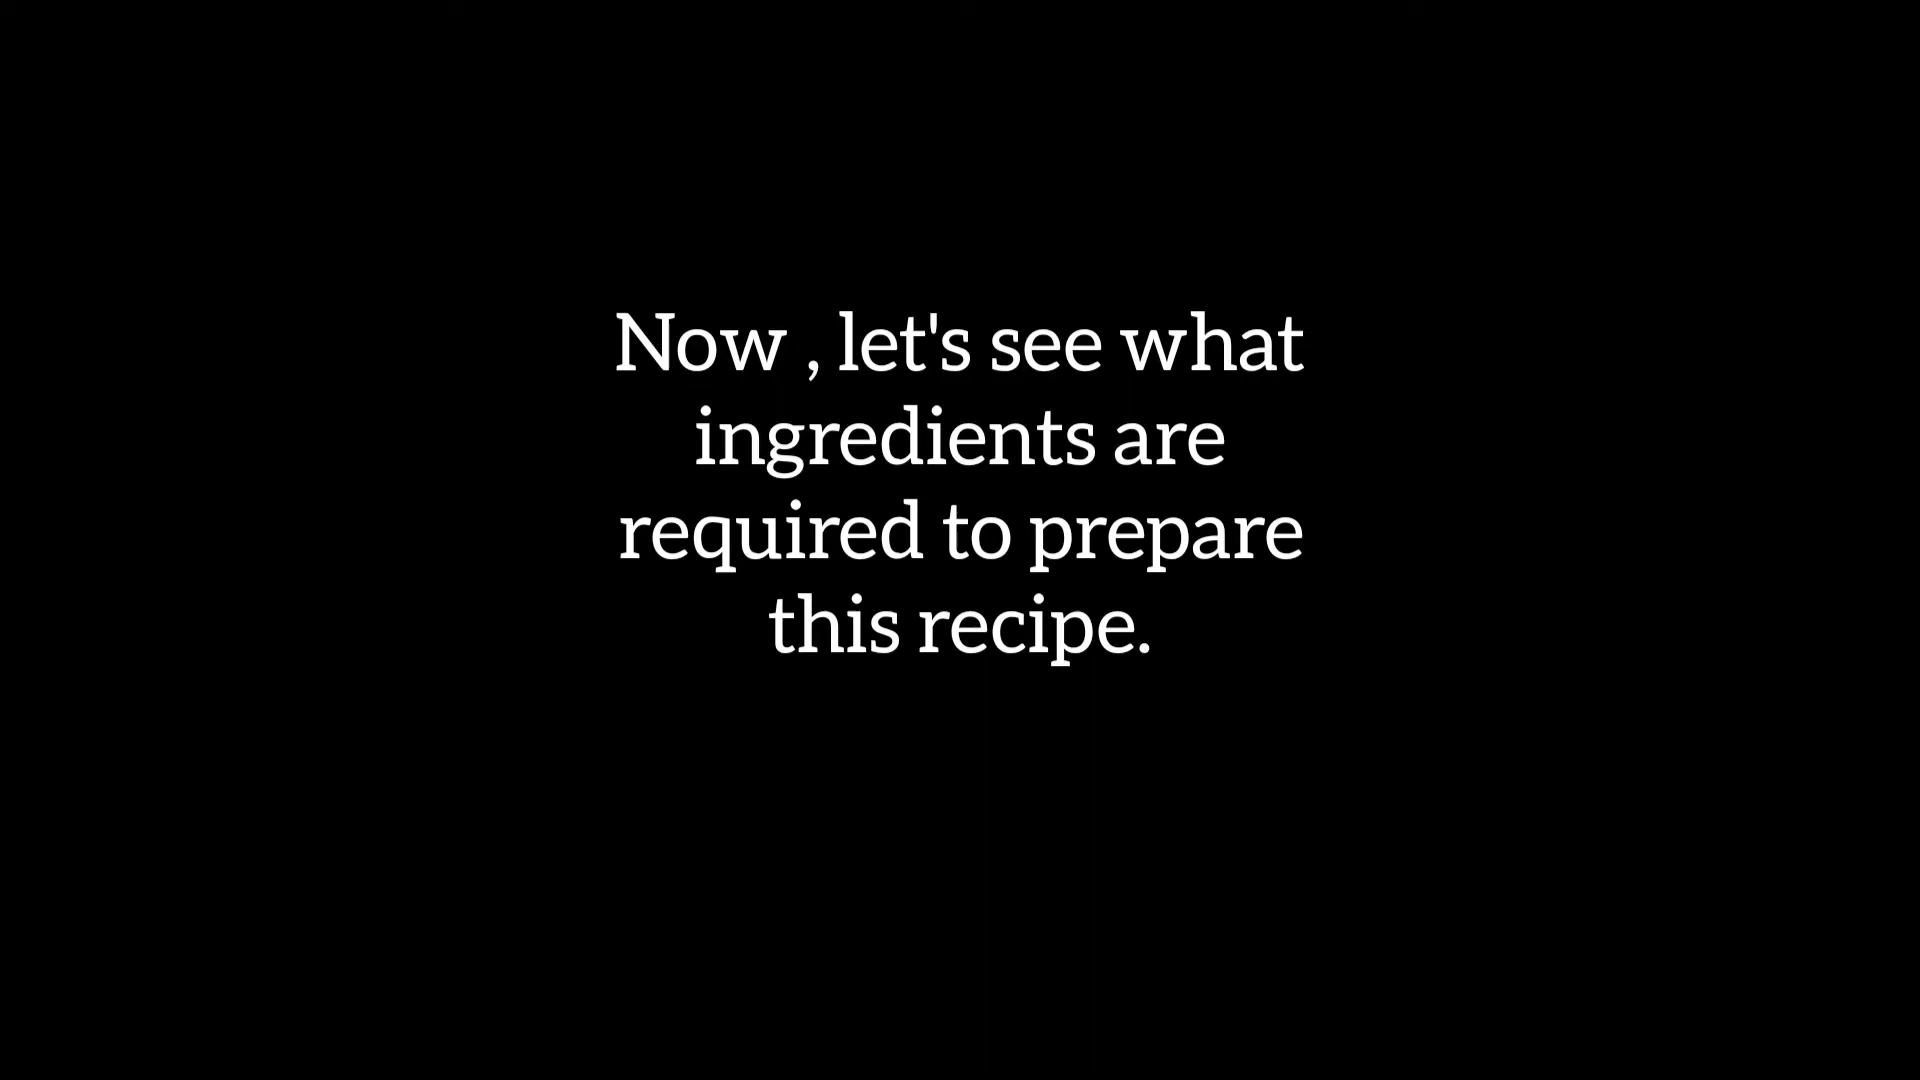 Now , let's see what
ingredients are
required to prepare
this recipe.